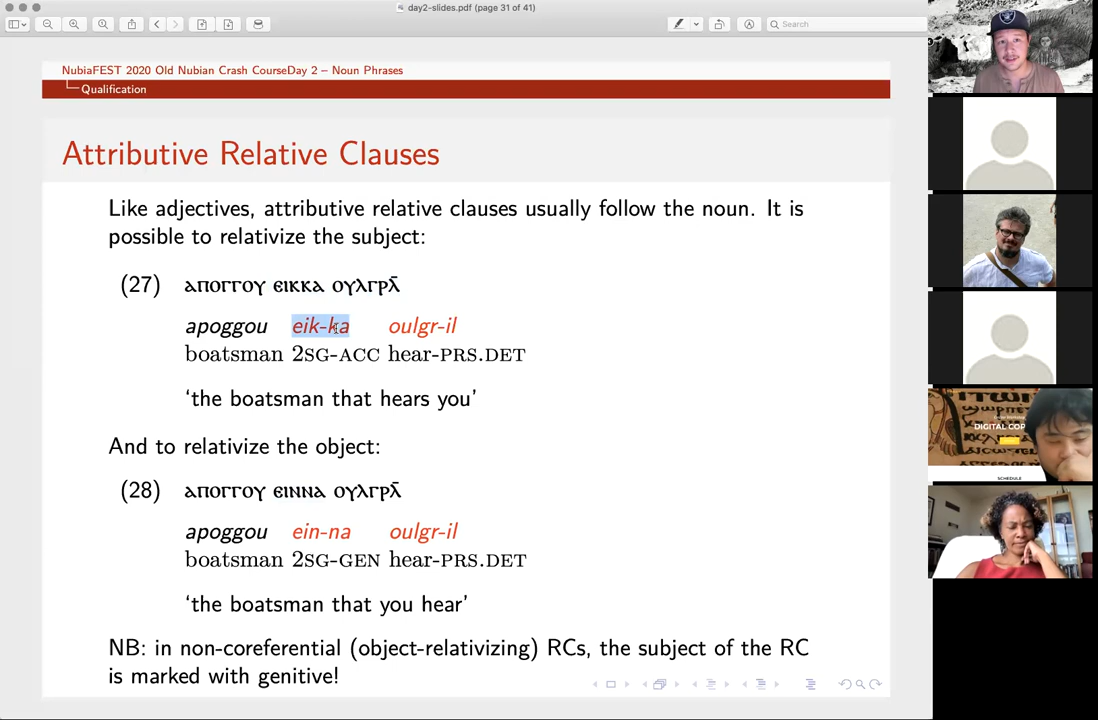 day2-slides.pdf (page 31 of 41)
Search
NubiaFEST 2020 Old Nubian Crash CourseDay 2 – Noun Phrases
Qualification
Attributive Relative Clauses
Like adjectives, attributive relative clauses usually follow the noun. It is
possible to relativize the subject:
(27) ⲁⲡⲟⲅⲅⲟⲩ ⲉⲓⲕⲕⲁ ⲟⲩⲗⲅⲣⲗ̄
apoggou eik-ka oulgr-il
boatsman 2SG-ACC hear-PRS.DET
‘the boatsman that hears you’
And to relativize the object:
(28) ⲁⲡⲟⲅⲅⲟⲩ ⲉⲓⲛⲛⲁ ⲟⲩⲗⲅⲣⲗ̄
apoggou ein-na oulgr-il
boatsman 2SG-GEN hear-PRS.DET
‘the boatsman that you hear’
NB: in non-coreferential (object-relativizing) RCs, the subject of the RC
is marked with genitive!
DIGITAL COP
SCHEDULE